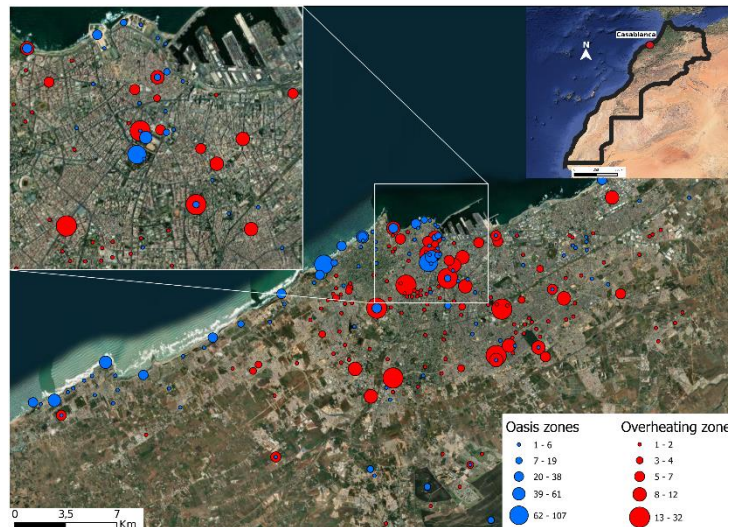 Casablanca
N
Oasis zones
1 - 6
7 - 19
20 - 38
39 - 61
62 - 107
Overheating zone
1 - 2
3 - 4
5 - 7
8 - 12
13 - 32
0 3,5 7
Km